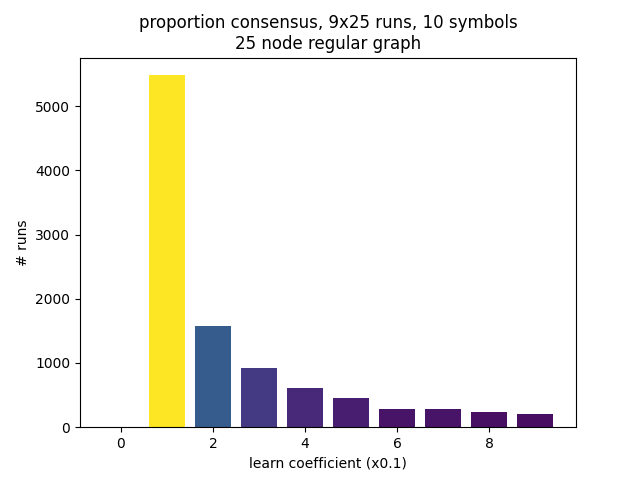 proportion consensus, 9x25 runs, 10 symbols
25 node regular graph
# runs
5000
4000
3000
2000
1000
0
0 2 4 6 8
learn coefficient (x0.1)